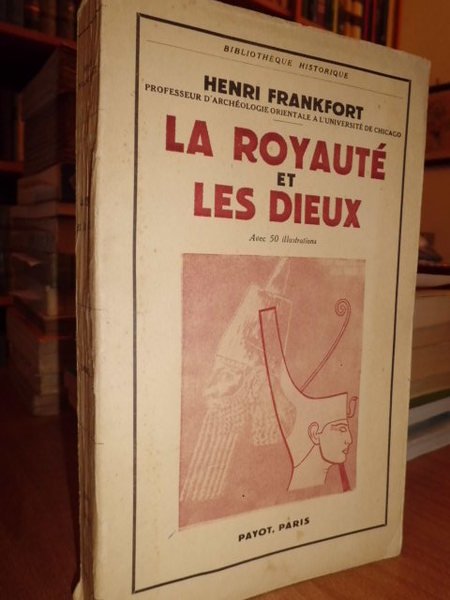 BIBLIOTHÈQUE HISTORIQUE
HENRI FRANKFORT
PROFESSEUR D'ARCHÉOLOGIE ORIENTALE A L'UNIVERSITÉ DE CHICAGO
LA ROYAUTÉ
ET
LES DIEUX
Avec 50 illustrations
PAYOT, PARIS